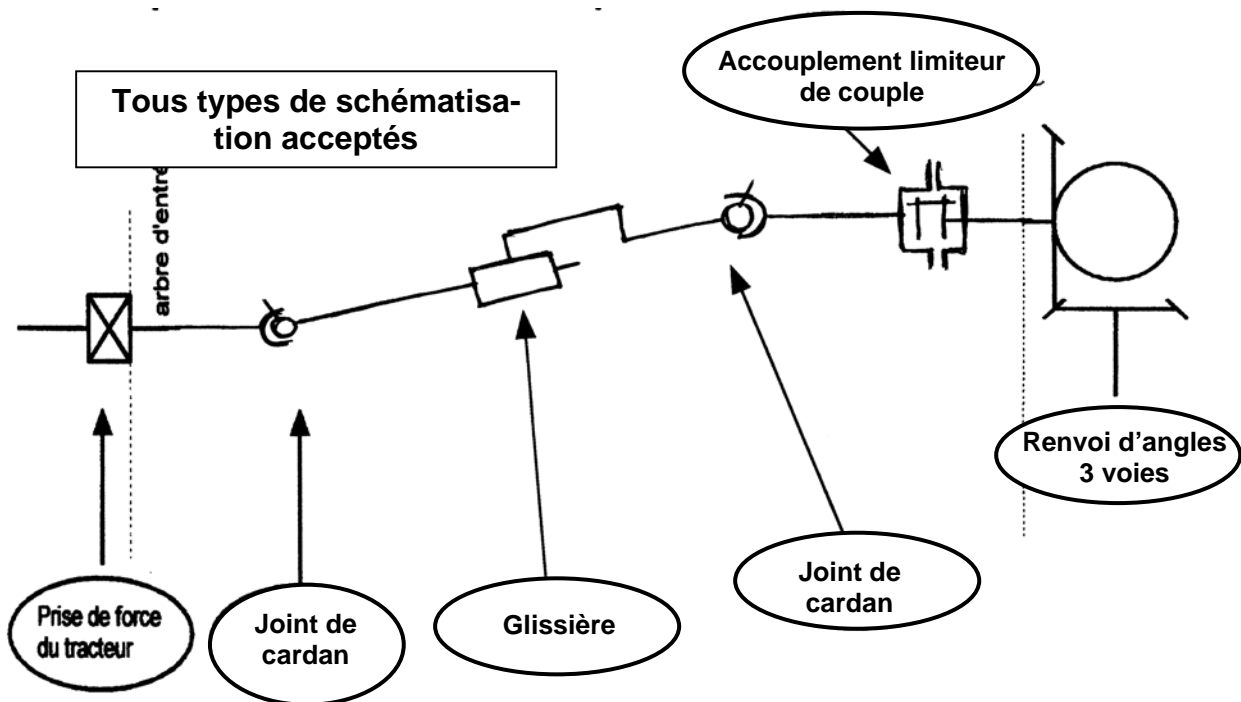 Accouplement limiteur
de couple
Tous types de schématisa-
tion acceptés
arbre d'entré
Renvoi d'angles
3 voies
Joint de
cardan
Prise de force
du tracteur
Joint de
cardan
Glissière